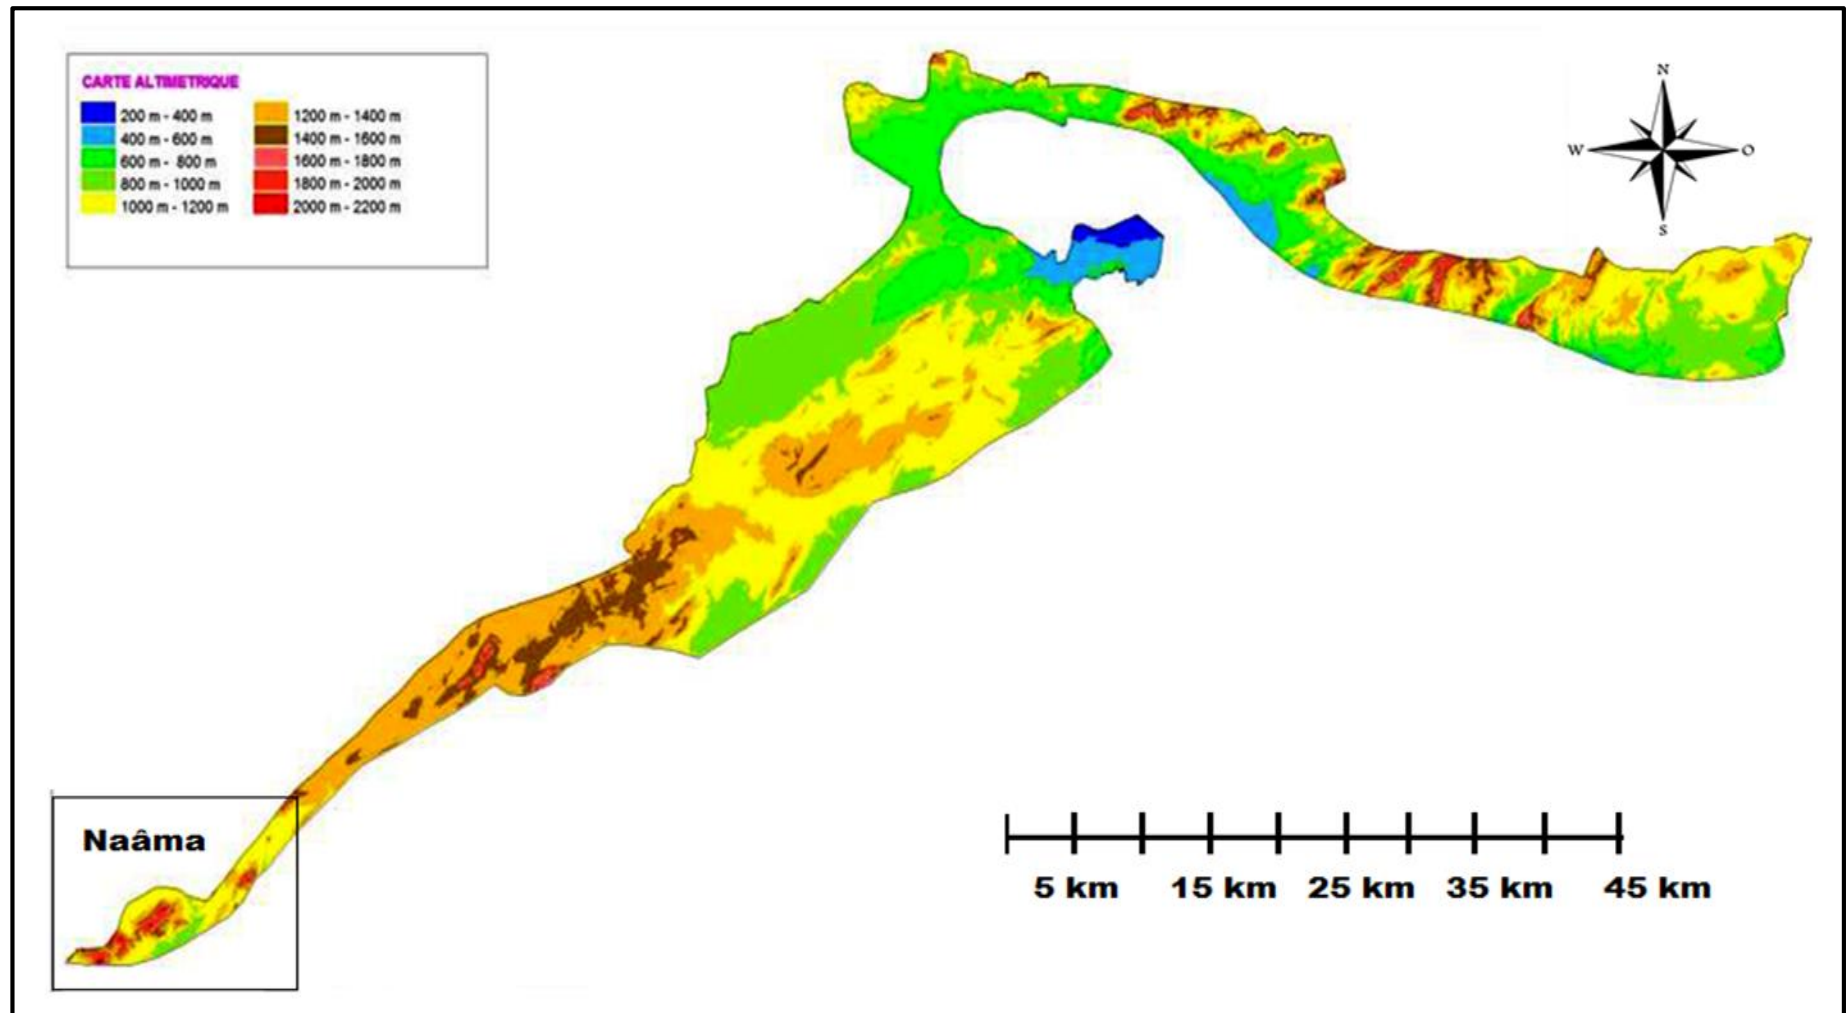 CARTE ALTIMETRIQUE
200 m - 400 m
400 m - 600 m
600 m - 800 m
800 m - 1000 m
1000 m - 1200 m
1200 m - 1400 m
1400 m - 1600 m
1600 m - 1800 m
1800 m - 2000 m
2000 m - 2200 m
N
W
O
S
Naâma
5 km 15 km 25 km 35 km 45 km